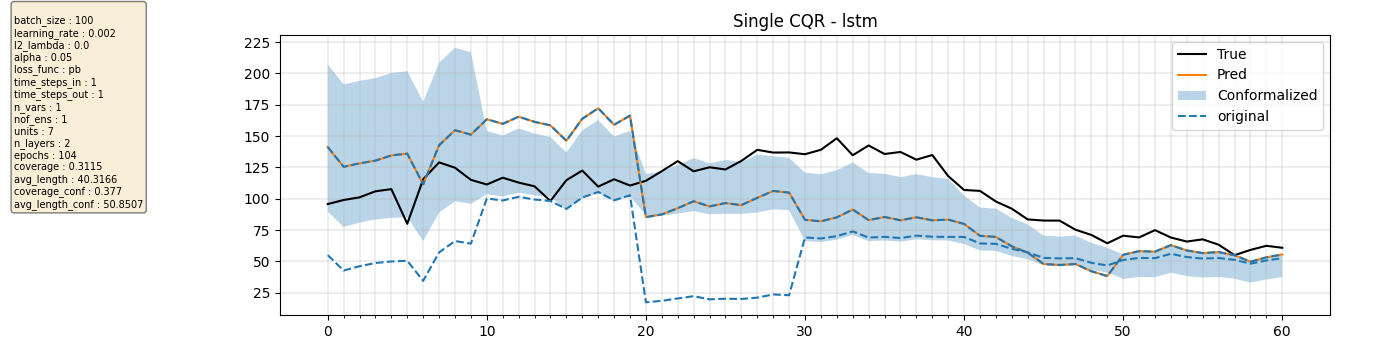 batch_size : 100
learning_rate : 0.002
l2_lambda : 0.0
alpha : 0.05
loss_func : pb
time_steps_in : 1
time_steps_out : 1
n_vars : 1
nof_ens : 1
units : 7
n_layers : 2
epochs : 104
coverage : 0.3115
avg_length : 40.3166
coverage_conf : 0.377
avg_length_conf : 50.8507
Single CQR - lstm
225
200
175
150
125
100
75
50
25
True
Pred
Conformalized
original
0 10 20 30 40 50 60